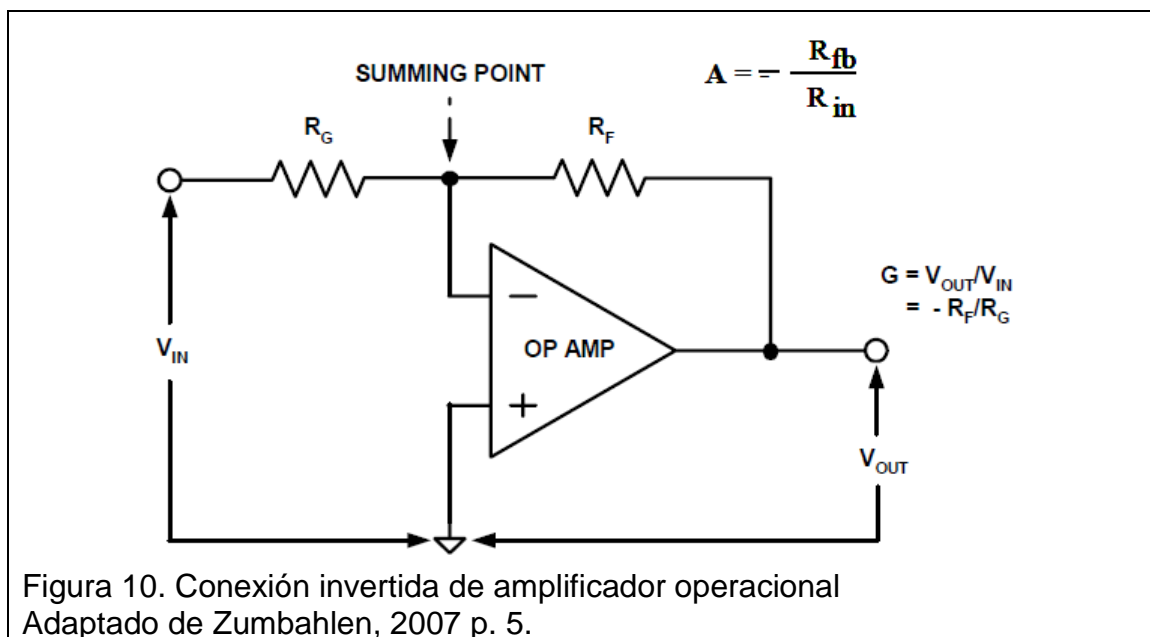 SUMMING POINT
A = - Rfb / Rin
RG
RF
G = VOUT/VIN
= - RF/RG
VIN
−
OP AMP
+
VOUT
Figura 10. Conexión invertida de amplificador operacional
Adaptado de Zumbahlen, 2007 p. 5.